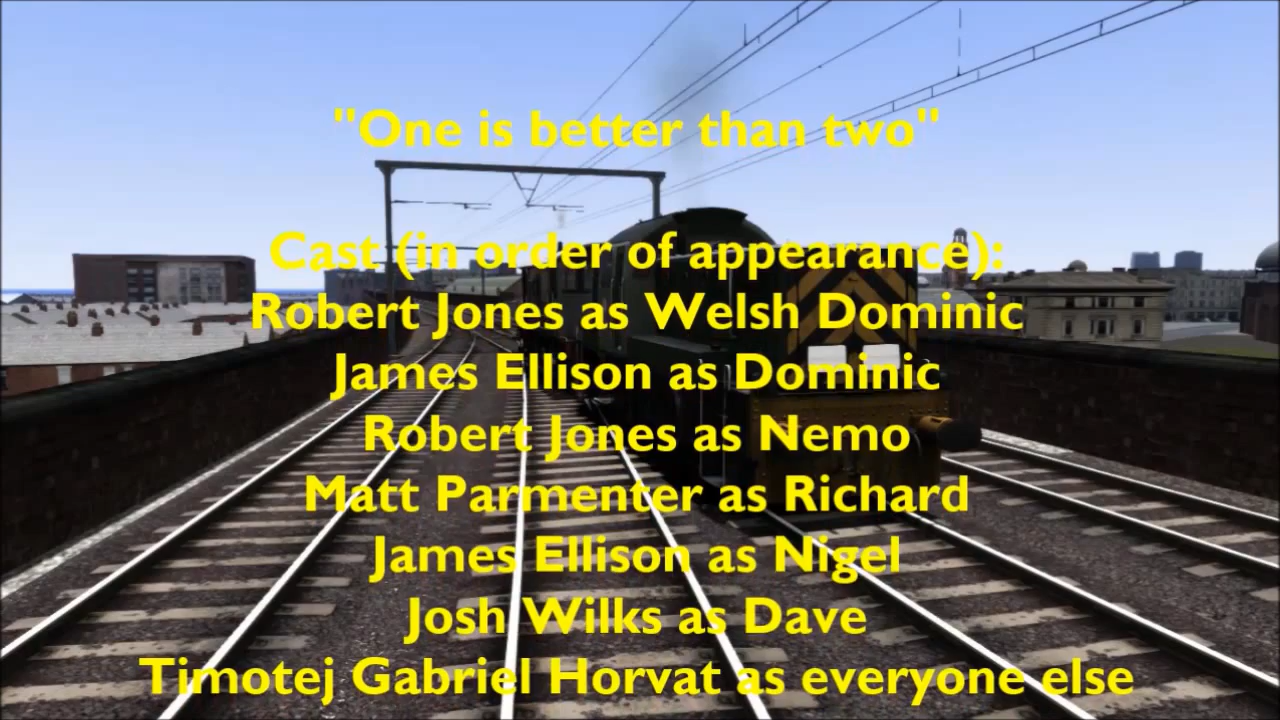 "One is better than two"
Cast (in order of appearance):
Robert Jones as Welsh Dominic
James Ellison as Dominic
Robert Jones as Nemo
Matt Parmenter as Richard
James Ellison as Nigel
Josh Wilks as Dave
Timotej Gabriel Horvat as everyone else